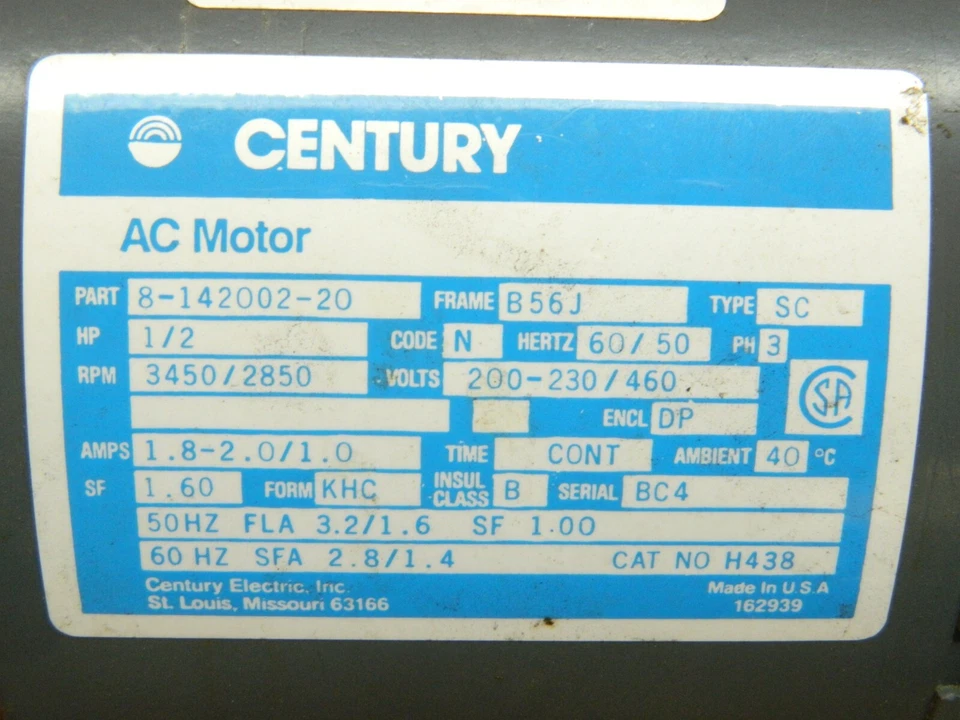 CENTURY
AC Motor
PART 8-142002-20 FRAME B56J TYPE SC
HP 1/2 CODE N HERTZ 60/50 PH 3
RPM 3450/2850 VOLTS 200-230/460
ENCL DP
CSA
AMPS 1.8-2.0/1.0 TIME CONT AMBIENT 40 °C
SF 1.60 FORM KHC INSUL CLASS B SERIAL BC4
50HZ FLA 3.2/1.6 SF 1.00
60 HZ SFA 2.8/1.4 CAT NO H438
Century Electric, Inc. Made In U.S.A
St. Louis, Missouri 63166 162939